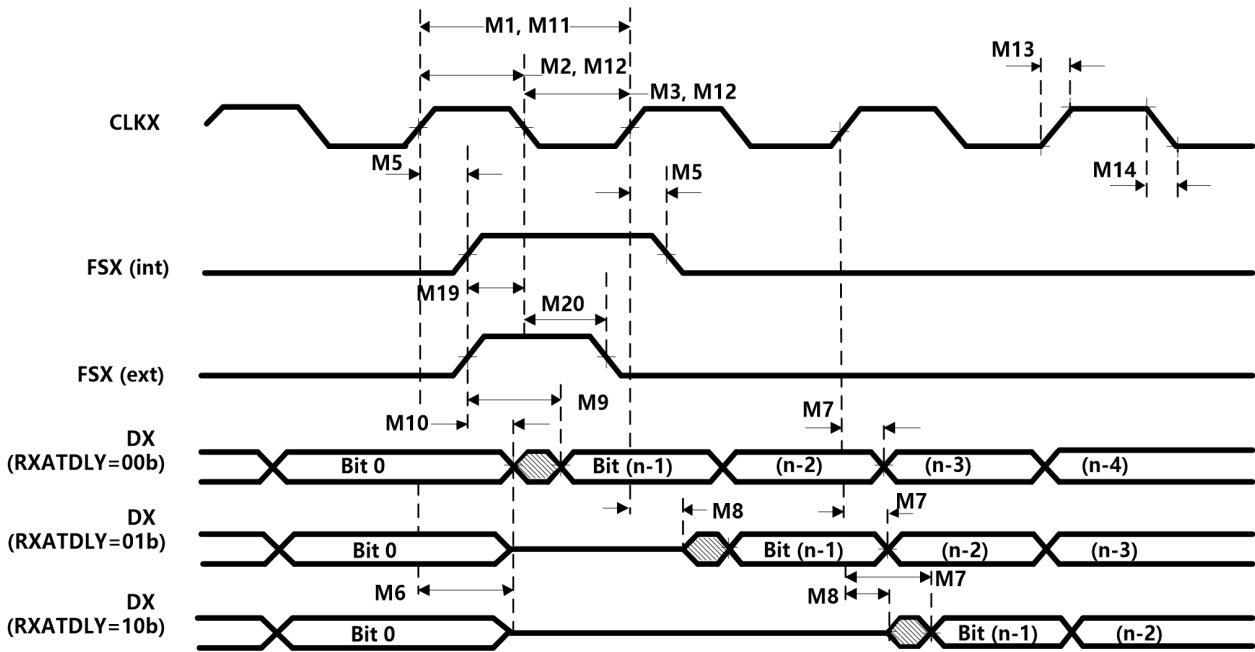 M1, M11
M13
M2, M12
M3, M12
CLKX
M5
M5
M14
FSX (int)
M19
M20
FSX (ext)
M9
M10
M7
DX
(RXATDLY=00b)
Bit 0
Bit (n-1)
(n-2)
(n-3)
(n-4)
M8
M7
DX
(RXATDLY=01b)
Bit 0
Bit (n-1)
(n-2)
(n-3)
M6
M8
M7
DX
(RXATDLY=10b)
Bit 0
Bit (n-1)
(n-2)